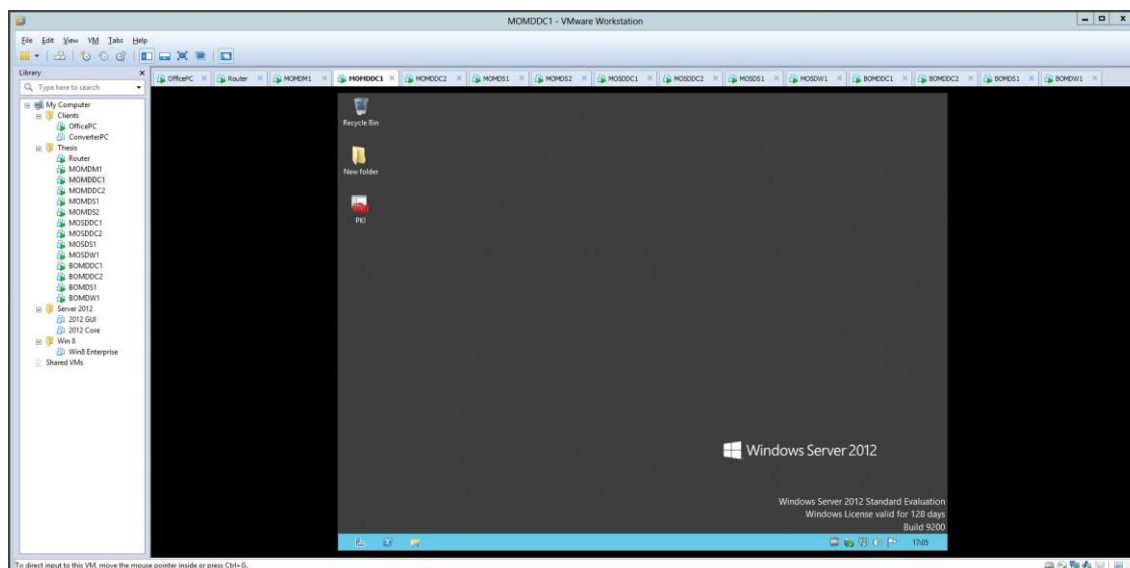 MOMDDC1 - VMware Workstation
File Edit View VM Tabs Help
Library
Type here to search
My Computer
Clients
OfficePC
ConverterPC
Thesis
Router
MOMDM1
MOMDDC1
MOMDDC2
MOMDS1
MOMDS2
MOSDDC1
MOSDDC2
MOSDS1
MOSDW1
BOMDDC1
BOMDDC2
BOMDS1
BOMDW1
Server 2012
2012 GUI
2012 Core
Win 8
Win8 Enterprise
Shared VMs
OfficePC Router MOMDM1 MOMDDC1 MOMDDC2 MOMDS1 MOMDS2 MOSDDC1 MOSDDC2 MOSDS1 MOSDW1 BOMDDC1 BOMDDC2 BOMDS1 BOMDW1
Recycle Bin
New folder
PKI
Windows Server 2012
Windows Server 2012 Standard Evaluation
Windows License valid for 128 days
Build 9200
17:05
To direct input to this VM, move the mouse pointer inside or press Ctrl+G.